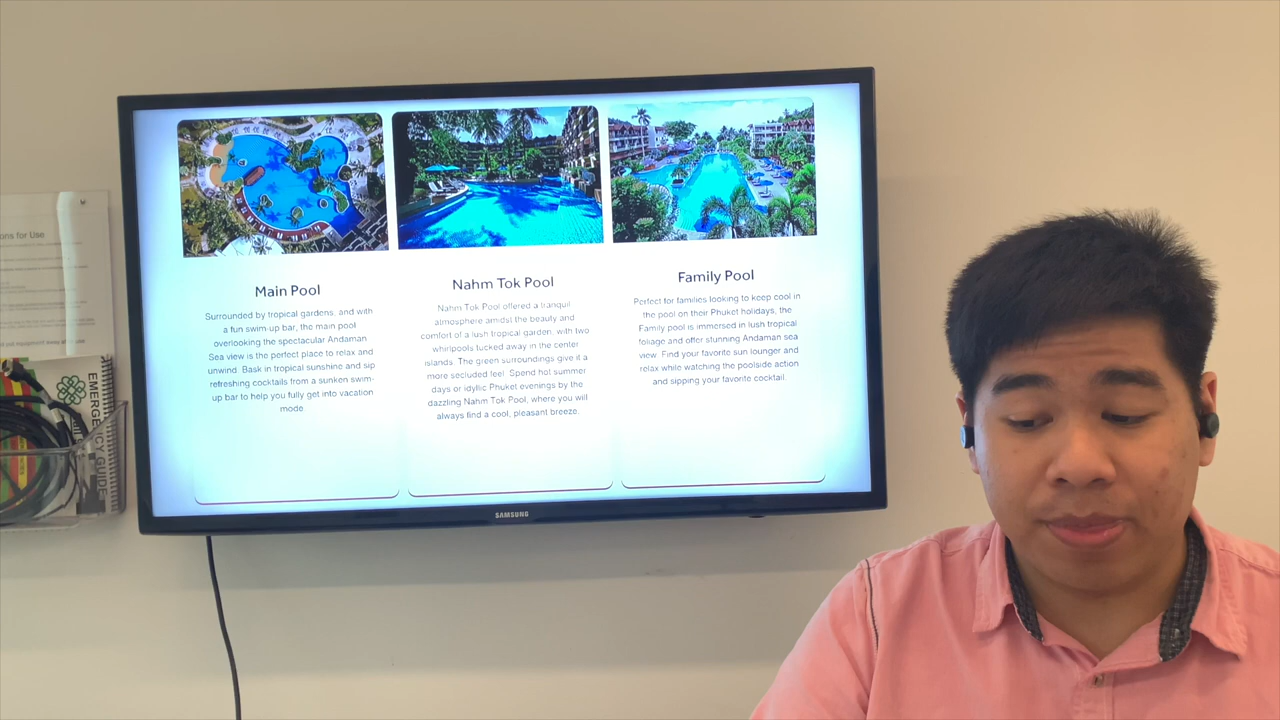 ons for Use
EMERGENCY GUIDE
Main Pool
Surrounded by tropical gardens, and with
a fun swim-up bar, the main pool
overlooking the spectacular Andaman
Sea view is the perfect place to relax and
unwind. Bask in tropical sunshine and sip
refreshing cocktails from a sunken swim-
up bar to help you fully get into vacation
mode.
Nahm Tok Pool
Nahm Tok Pool offered a tranquil
atmosphere amidst the beauty and
comfort of a lush tropical garden, with two
whirlpools tucked away in the center
islands. The green surroundings give it a
more secluded feel. Spend hot summer
days or idyllic Phuket evenings by the
dazzling Nahm Tok Pool, where you will
always find a cool, pleasant breeze.
Family Pool
Perfect for families looking to keep cool in
the pool on their Phuket holidays, the
Family pool is immersed in lush tropical
foliage and offer stunning Andaman sea
view. Find your favorite sun lounger and
relax while watching the poolside action
and sipping your favorite cocktail.
SAMSUNG